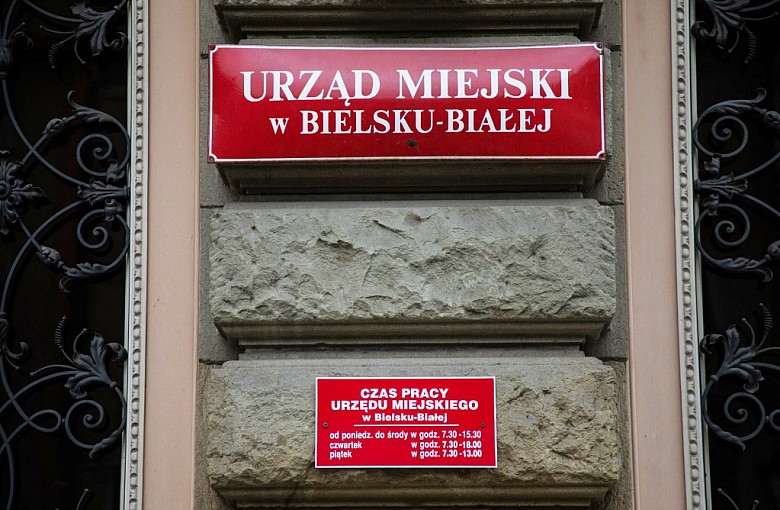 URZĄD MIEJSKI
w BIELSKU-BIAŁEJ
CZAS PRACY
URZĘDU MIEJSKIEGO
w Bielsku-Białej
od poniedz. do środy w godz. 7.30-15.30
czwartek w godz. 7.30-18.00
piątek w godz. 7.30-13.00